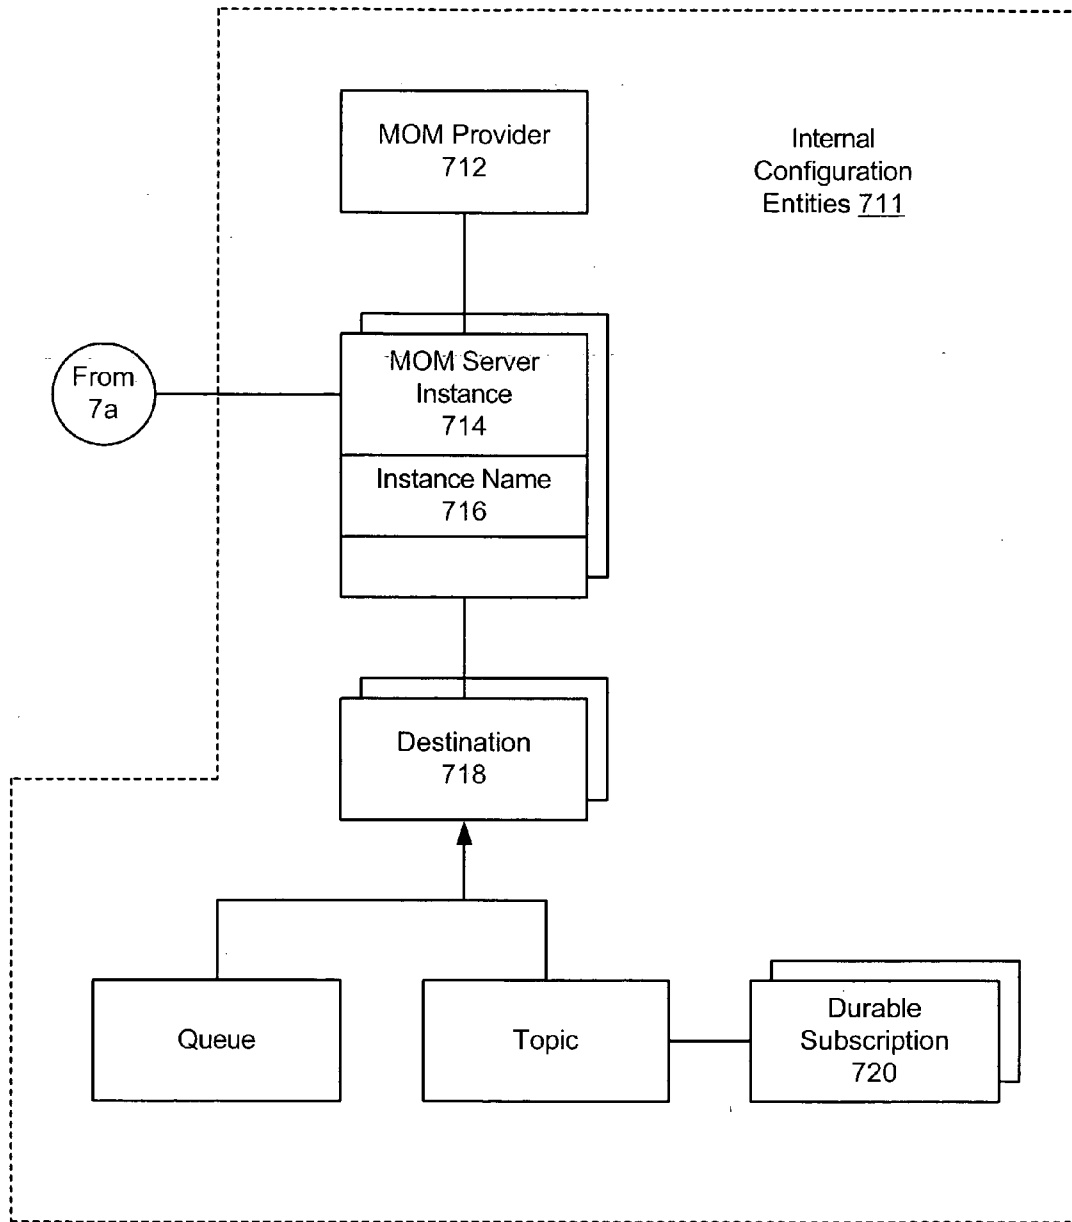 MOM Provider
712
Internal
Configuration
Entities 711
From
7a
MOM Server
Instance
714
Instance Name
716
Destination
718
Queue
Topic
Durable
Subscription
720